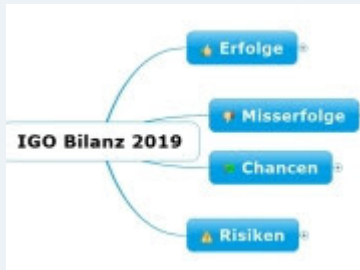 Erfolge
Misserfolge
IGO Bilanz 2019
Chancen
Risiken